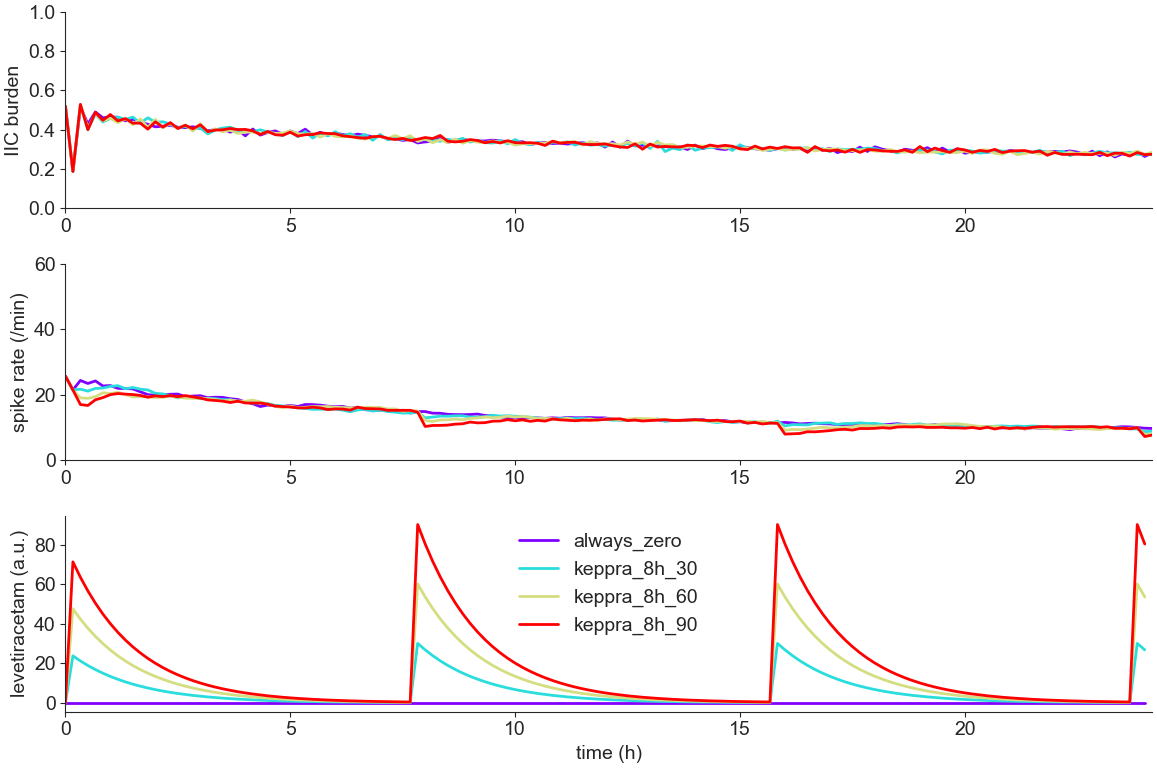 IIC burden
1.0
0.8
0.6
0.4
0.2
0.0
0 5 10 15 20
spike rate (/min)
60
40
20
0
0 5 10 15 20
levetiracetam (a.u.)
80
60
40
20
0
always_zero
keppra_8h_30
keppra_8h_60
keppra_8h_90
0 5 10 15 20
time (h)